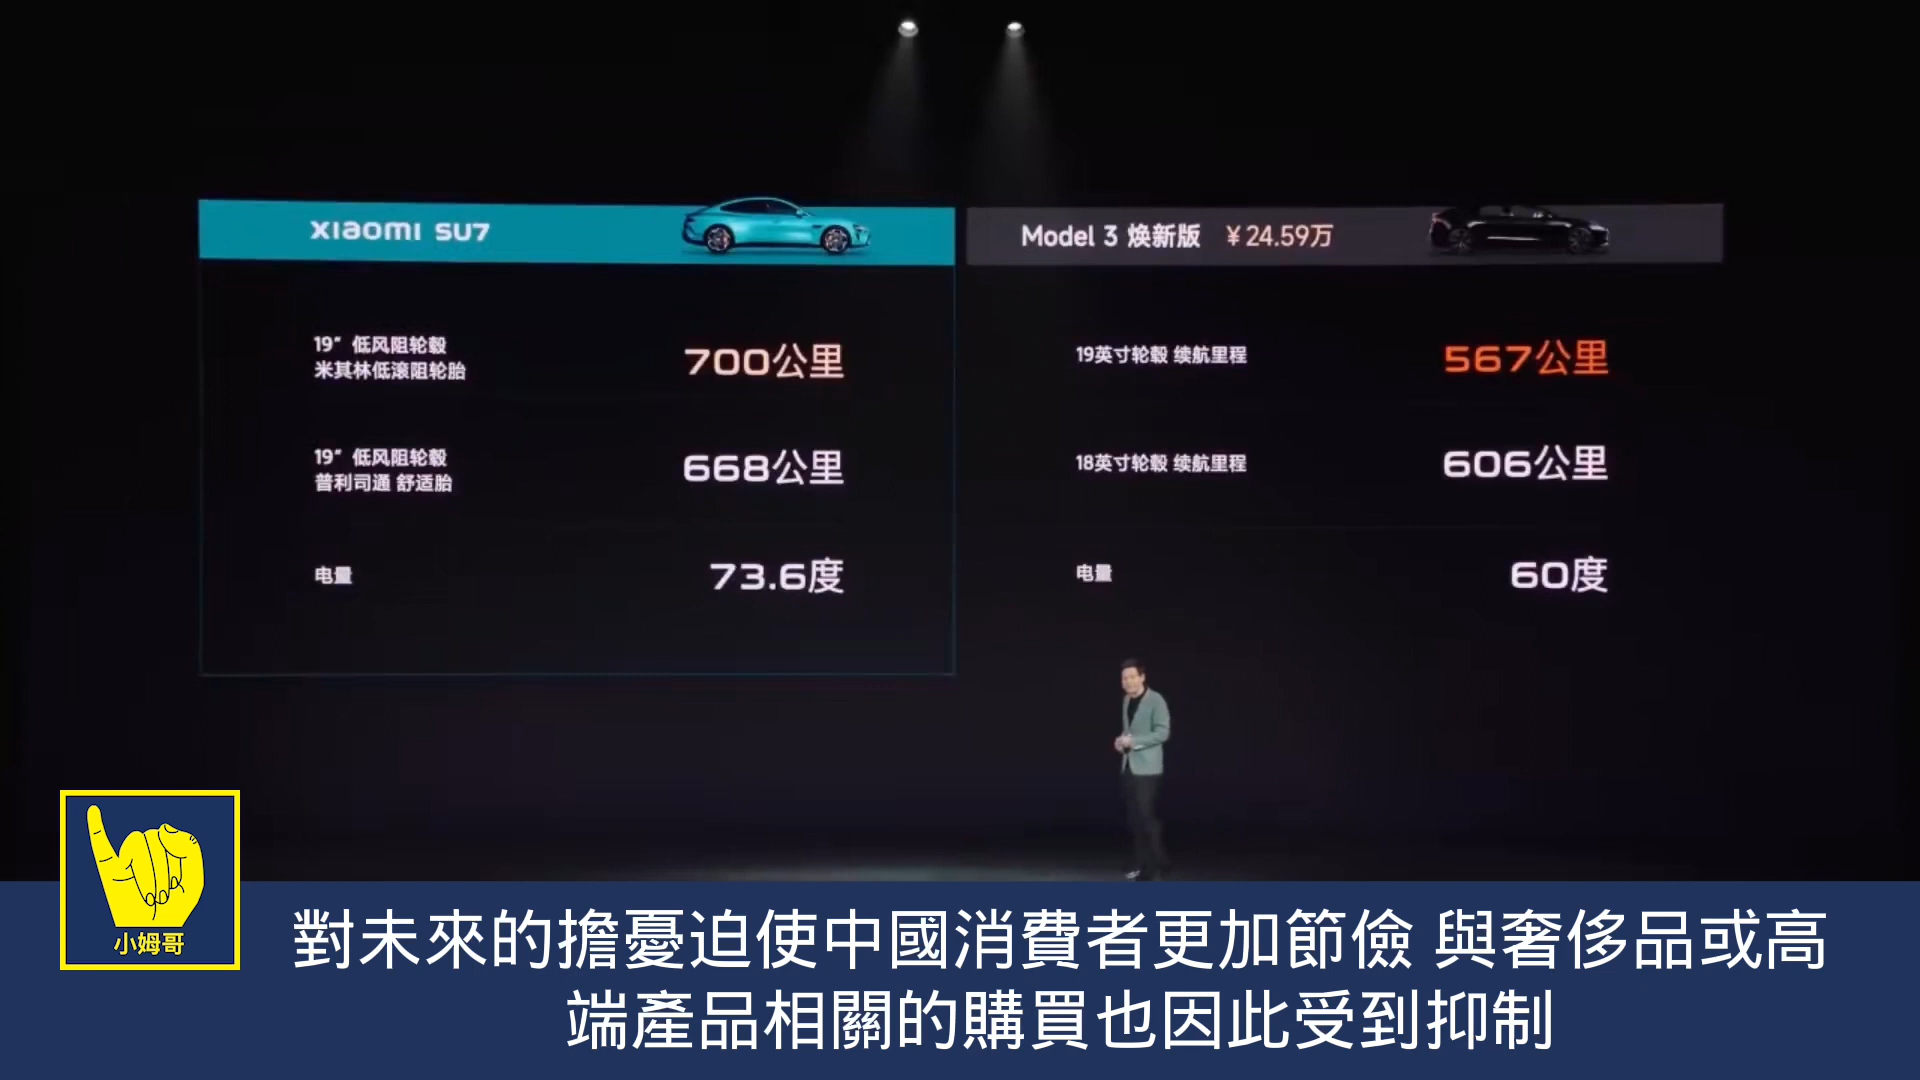 XIAOMI SU7
Model 3 焕新版 ¥24.59万
19" 低风阻轮毂
米其林低滚阻轮胎
700公里
19英寸轮毂 续航里程
567公里
19" 低风阻轮毂
普利司通 舒适胎
668公里
18英寸轮毂 续航里程
606公里
电量
73.6度
电量
60度
小姆哥
對未來的擔憂迫使中國消費者更加節儉 與奢侈品或高
端產品相關的購買也因此受到抑制